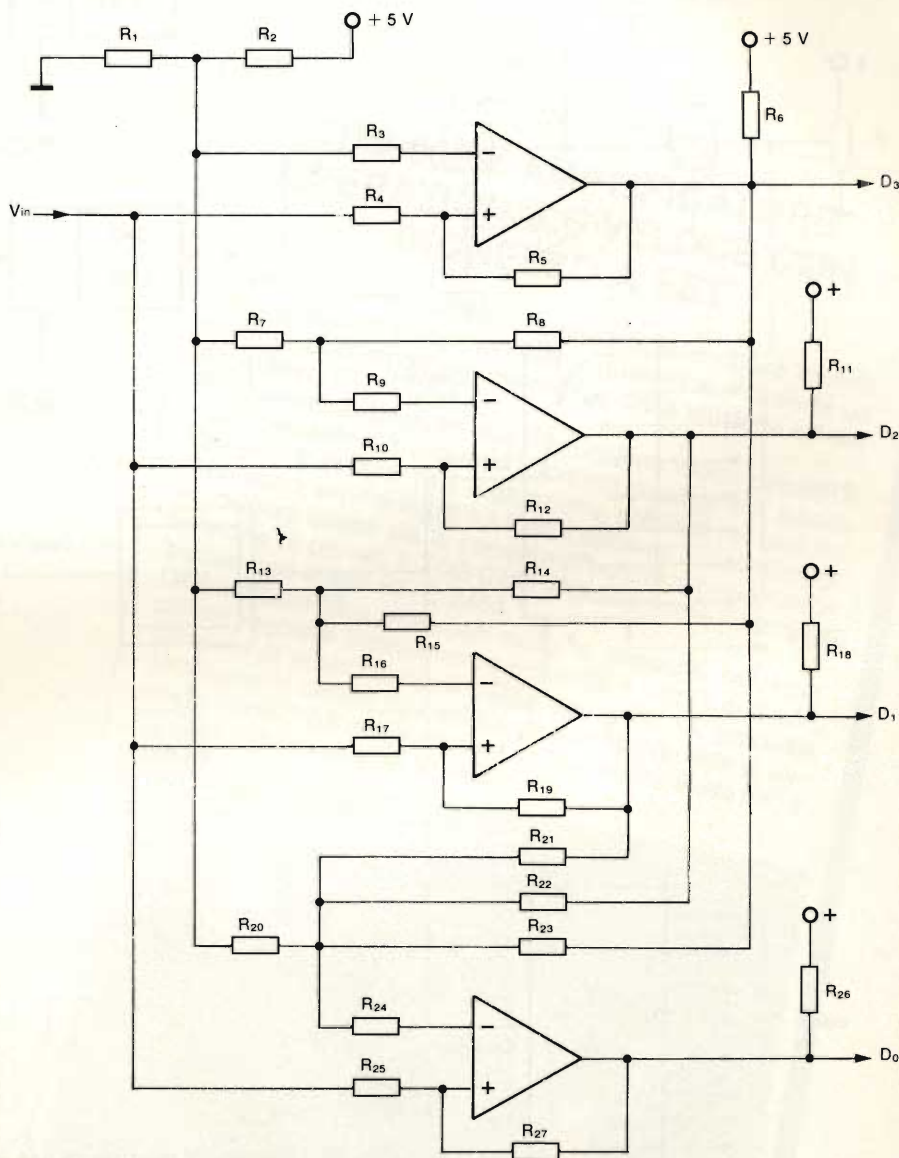 R₁
R₂
+ 5 V
+ 5 V
R₆
R₃
−
D₃
Vin
R₄
+
R₅
+
R₇
R₈
R₁₁
R₉
−
D₂
R₁₀
+
R₁₂
+
R₁₃
R₁₄
R₁₅
R₁₈
R₁₆
−
D₁
R₁₇
+
R₁₉
R₂₁
R₂₂
+
R₂₀
R₂₃
R₂₆
R₂₄
−
D₀
R₂₅
+
R₂₇